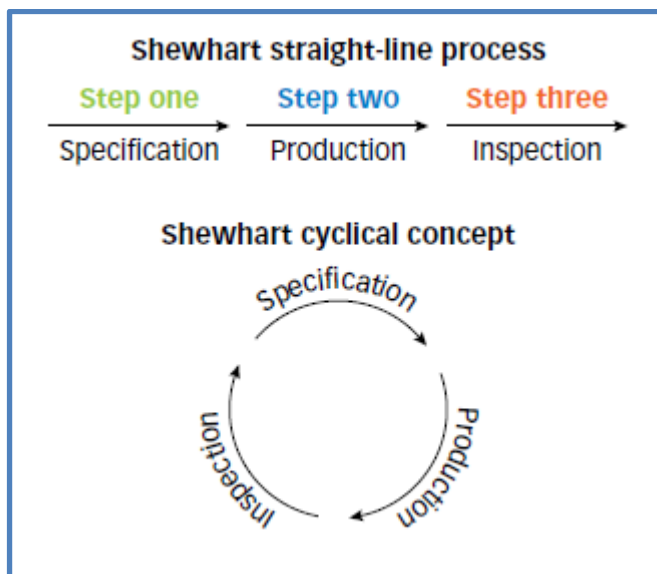 Shewhart straight-line process
Step one Step two Step three
Specification Production Inspection
Shewhart cyclical concept
Specification
Production
Inspection